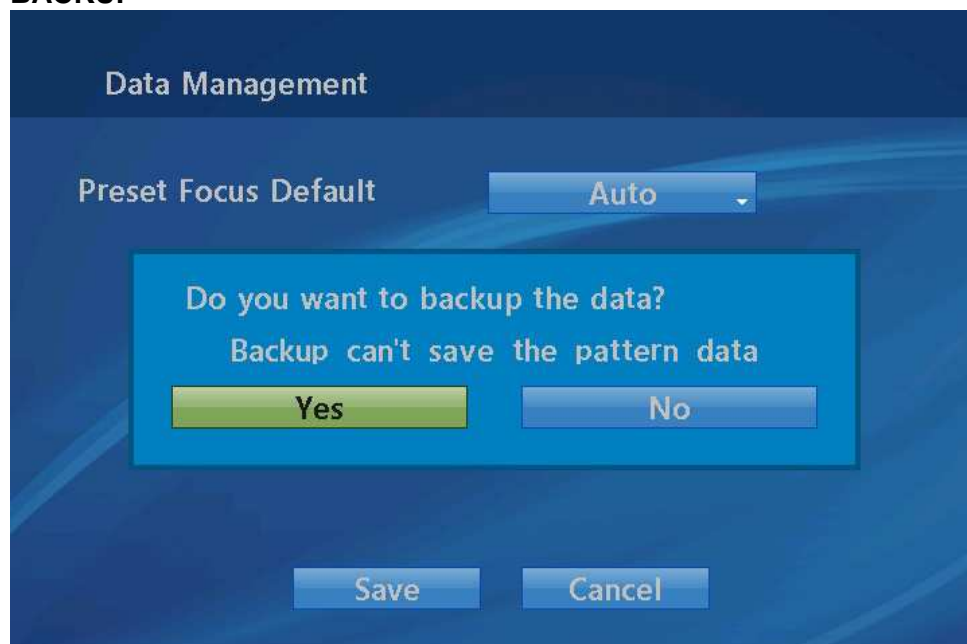 BACKUP
Data Management
Preset Focus Default Auto
Do you want to backup the data?
Backup can't save the pattern data
Yes No
Save Cancel